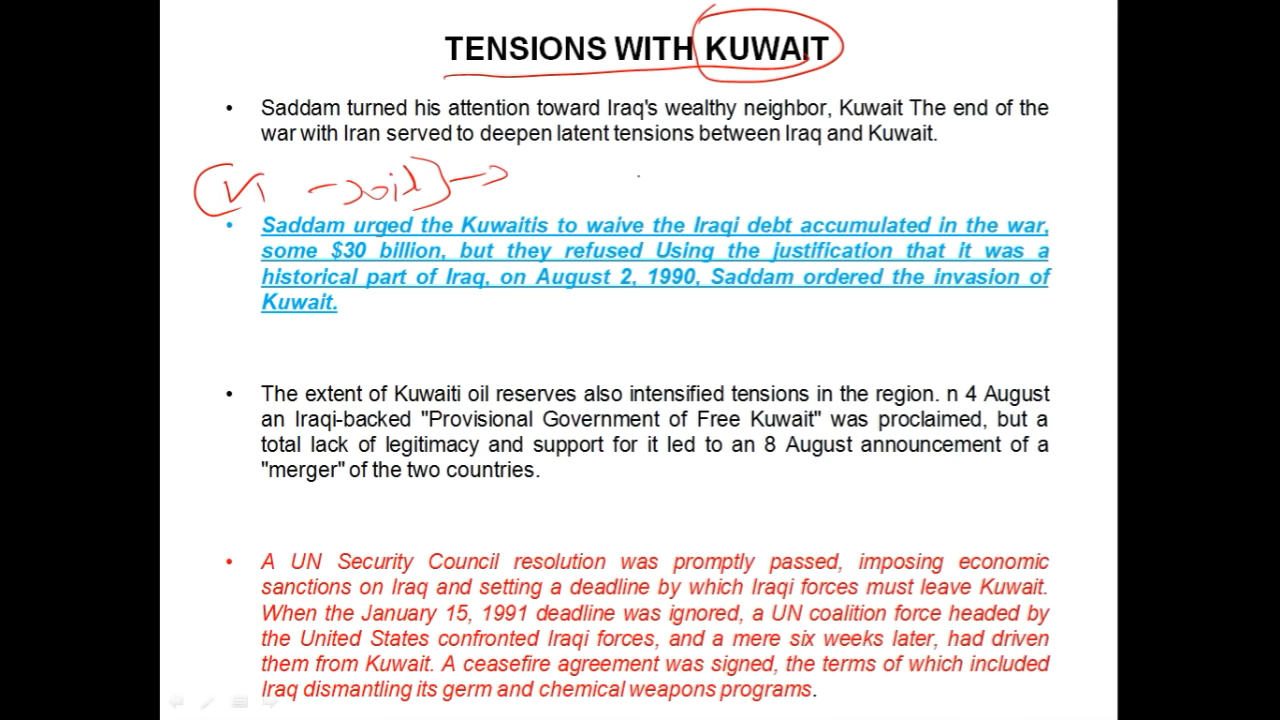 TENSIONS WITH KUWAIT
• Saddam turned his attention toward Iraq's wealthy neighbor, Kuwait The end of the
war with Iran served to deepen latent tensions between Iraq and Kuwait.
• Saddam urged the Kuwaitis to waive the Iraqi debt accumulated in the war,
some $30 billion, but they refused Using the justification that it was a
historical part of Iraq, on August 2, 1990, Saddam ordered the invasion of
Kuwait.
• The extent of Kuwaiti oil reserves also intensified tensions in the region. n 4 August
an Iraqi-backed "Provisional Government of Free Kuwait" was proclaimed, but a
total lack of legitimacy and support for it led to an 8 August announcement of a
"merger" of the two countries.
• A UN Security Council resolution was promptly passed, imposing economic
sanctions on Iraq and setting a deadline by which Iraqi forces must leave Kuwait.
When the January 15, 1991 deadline was ignored, a UN coalition force headed by
the United States confronted Iraqi forces, and a mere six weeks later, had driven
them from Kuwait. A ceasefire agreement was signed, the terms of which included
Iraq dismantling its germ and chemical weapons programs.